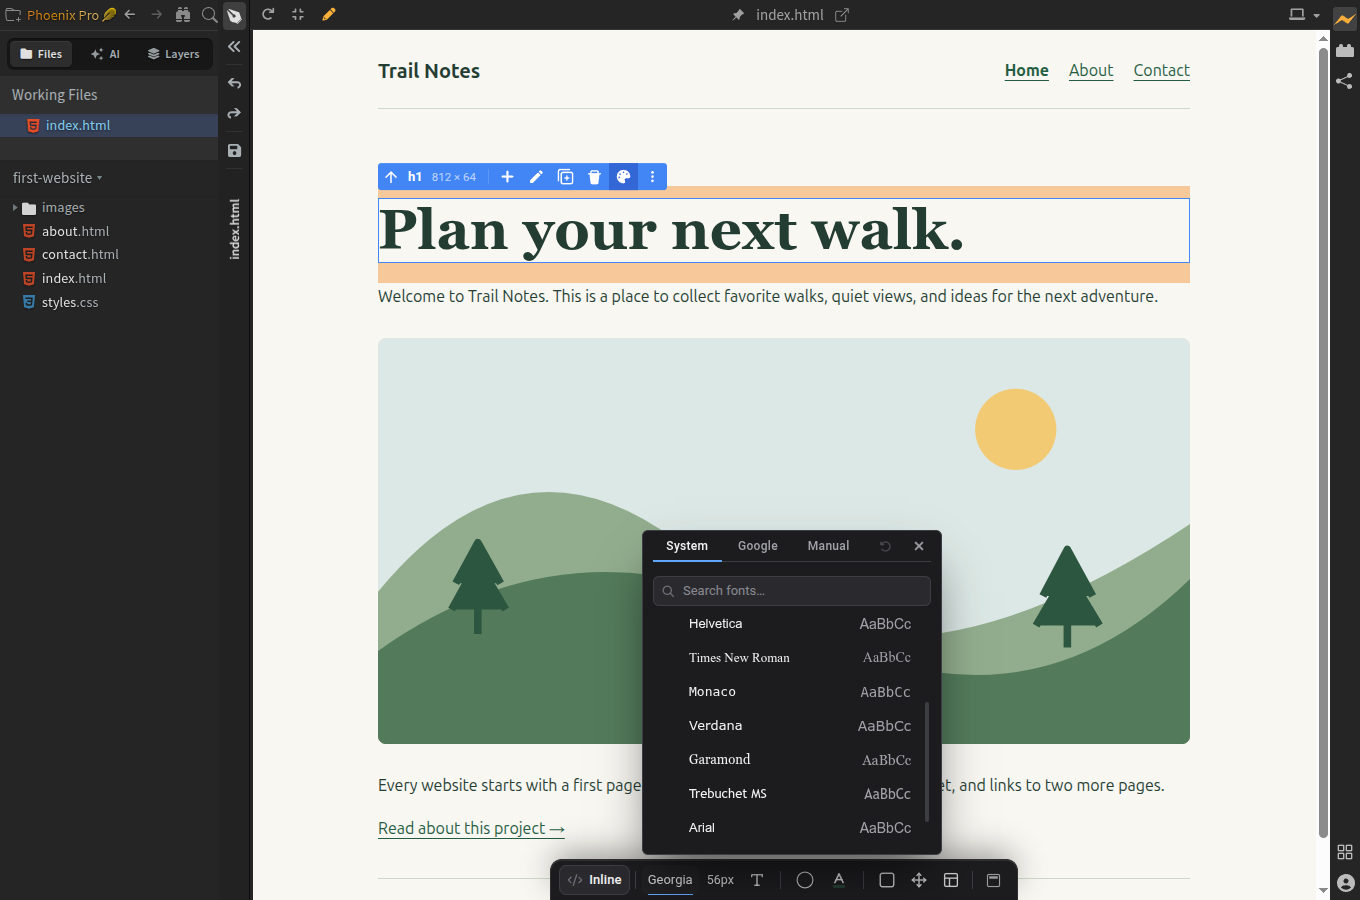 Phoenix Pro
index.html
Files
AI
Layers
Working Files
index.html
first-website
images
about.html
contact.html
index.html
styles.css
index.html
Trail Notes
Home
About
Contact
h1
812 × 64
Plan your next walk.
Welcome to Trail Notes. This is a place to collect favorite walks, quiet views, and ideas for the next adventure.
System
Google
Manual
Search fonts…
Helvetica AaBbCc
Times New Roman AaBbCc
Monaco AaBbCc
Verdana AaBbCc
Garamond AaBbCc
Trebuchet MS AaBbCc
Arial AaBbCc
Every website starts with a first page, and links to two more pages.
Read about this project →
</> Inline
Georgia
56px
T
A